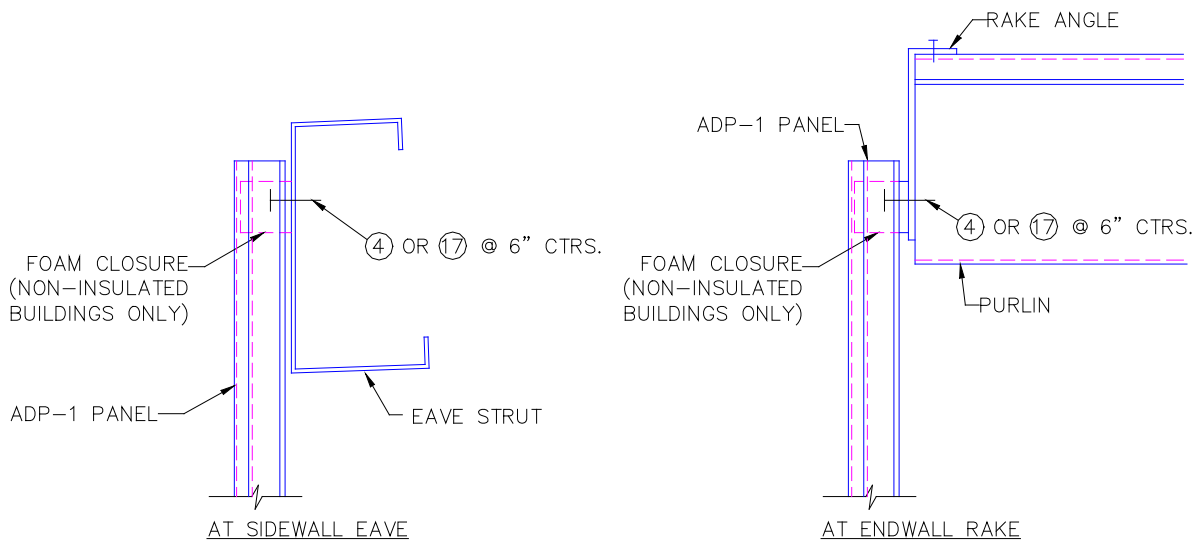 FOAM CLOSURE
(NON-INSULATED
BUILDINGS ONLY)
ADP-1 PANEL
4 OR 17 @ 6" CTRS.
EAVE STRUT
AT SIDEWALL EAVE
RAKE ANGLE
ADP-1 PANEL
4 OR 17 @ 6" CTRS.
FOAM CLOSURE
(NON-INSULATED
BUILDINGS ONLY)
PURLIN
AT ENDWALL RAKE